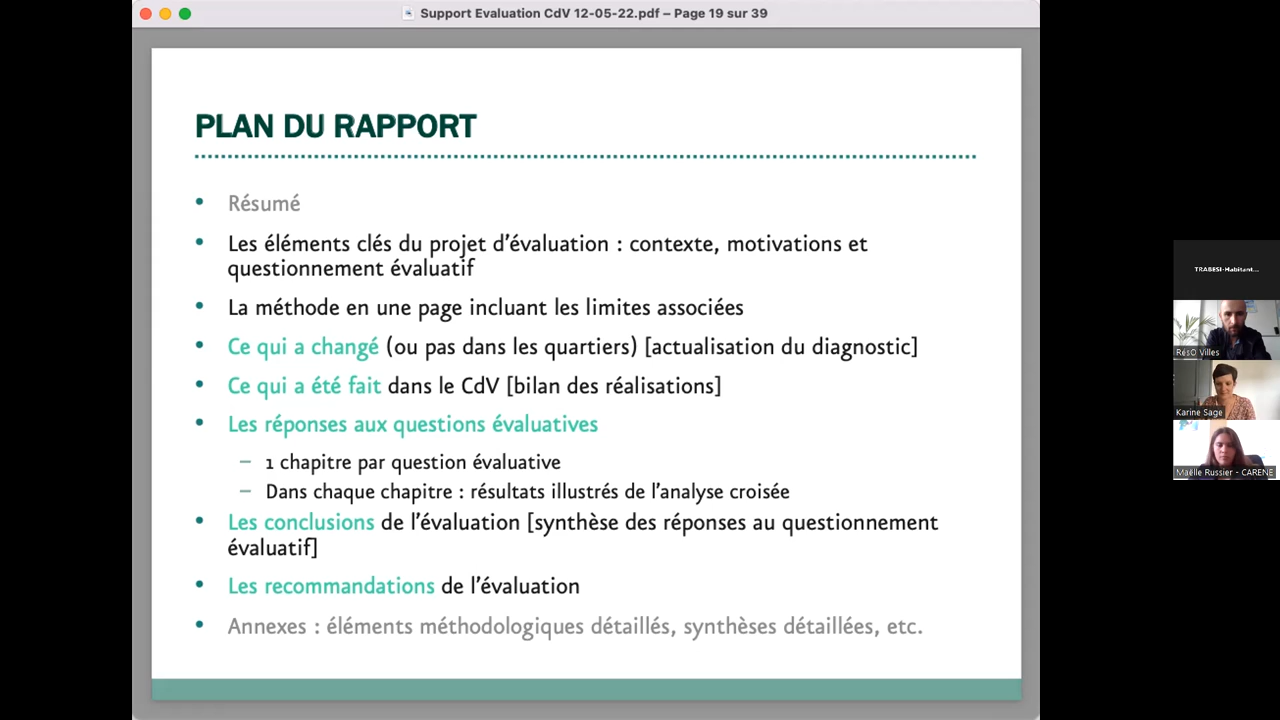 Support Evaluation CdV 12-05-22.pdf – Page 19 sur 39
PLAN DU RAPPORT
• Résumé
• Les éléments clés du projet d’évaluation : contexte, motivations et
questionnement évaluatif
• La méthode en une page incluant les limites associées
• Ce qui a changé (ou pas dans les quartiers) [actualisation du diagnostic]
• Ce qui a été fait dans le CdV [bilan des réalisations]
• Les réponses aux questions évaluatives
– 1 chapitre par question évaluative
– Dans chaque chapitre : résultats illustrés de l’analyse croisée
• Les conclusions de l’évaluation [synthèse des réponses au questionnement
évaluatif]
• Les recommandations de l’évaluation
• Annexes : éléments méthodologiques détaillés, synthèses détaillées, etc.
TRABESI-Habitant...
RésO Villes
Karine Sage
Maëlle Russier - CARENE